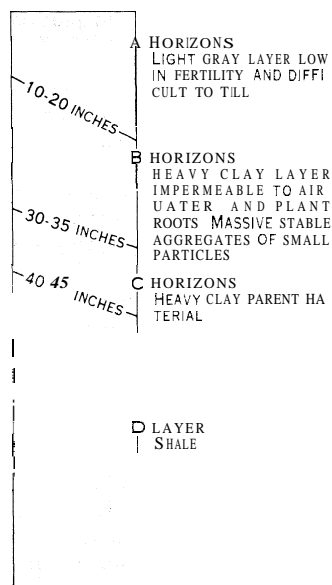 A HORIZONS
LIGHT GRAY LAYER LOW
IN FERTILITY AND DIFFI
CULT TO TILL
10-20 INCHES
B HORIZONS
HEAVY CLAY LAYER
IMPERMEABLE TO AIR
UATER AND PLANT
ROOTS MASSIVE STABLE
AGGREGATES OF SMALL
PARTICLES
30-35 INCHES
C HORIZONS
HEAVY CLAY PARENT HA
TERIAL
40 45
INCHES
D LAYER
SHALE